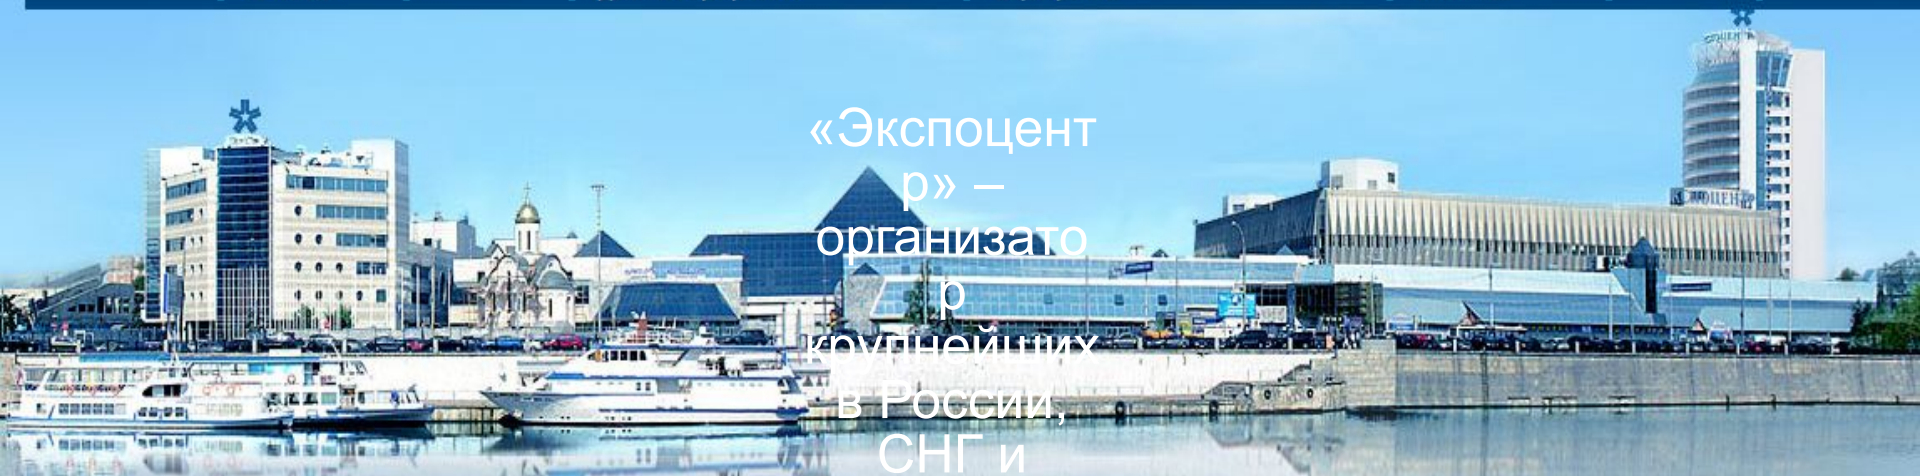 «Экспоцент
р» –
организато
р
крупнейших
в России,
СНГ и